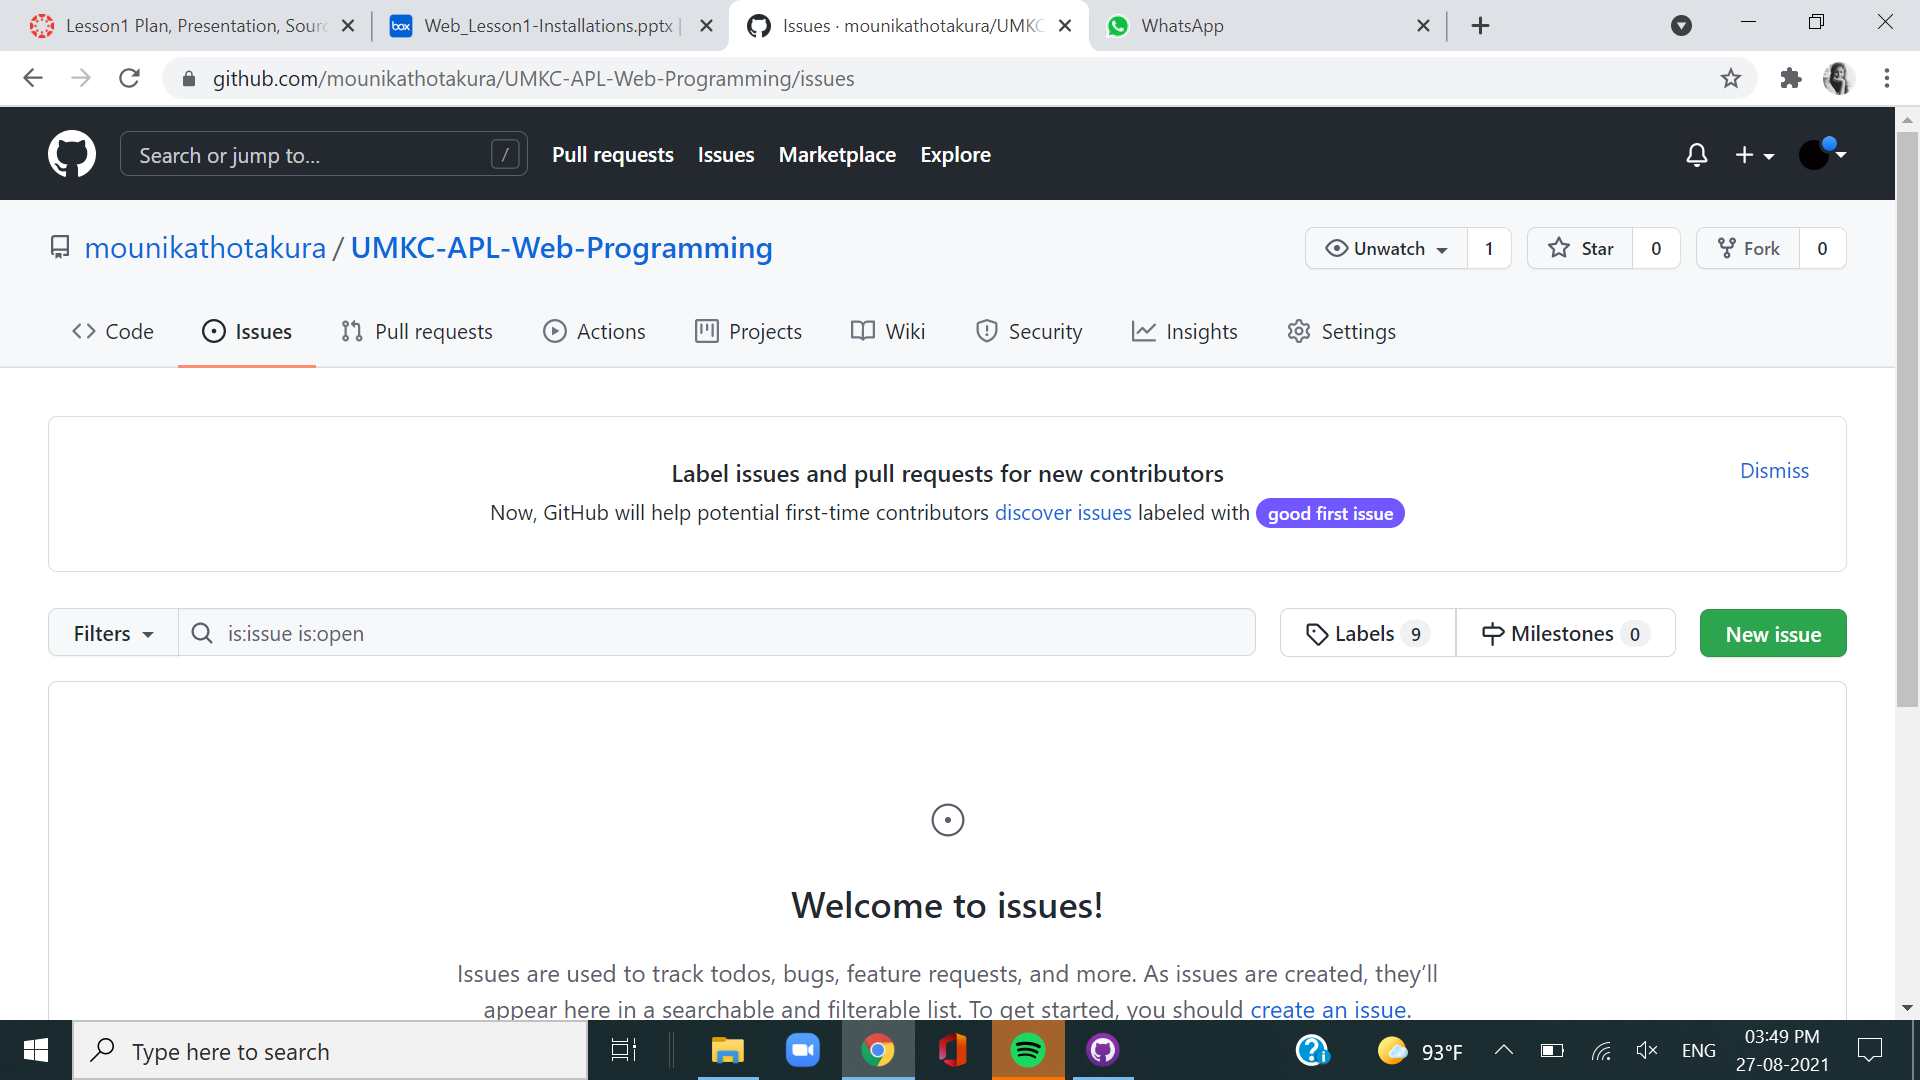 Lesson1 Plan, Presentation, Sourc
Web_Lesson1-Installations.pptx |
Issues · mounikathotakura/UMKC
WhatsApp
github.com/mounikathotakura/UMKC-APL-Web-Programming/issues
Search or jump to... /
Pull requests Issues Marketplace Explore
mounikathotakura / UMKC-APL-Web-Programming
Unwatch 1 Star 0 Fork 0
Code Issues Pull requests Actions Projects Wiki Security Insights Settings
Label issues and pull requests for new contributors
Dismiss
Now, GitHub will help potential first-time contributors discover issues labeled with good first issue
Filters is:issue is:open Labels 9 Milestones 0 New issue
Welcome to issues!
Issues are used to track todos, bugs, feature requests, and more. As issues are created, they’ll
appear here in a searchable and filterable list. To get started, you should create an issue.
Type here to search
93°F
ENG
03:49 PM
27-08-2021
box